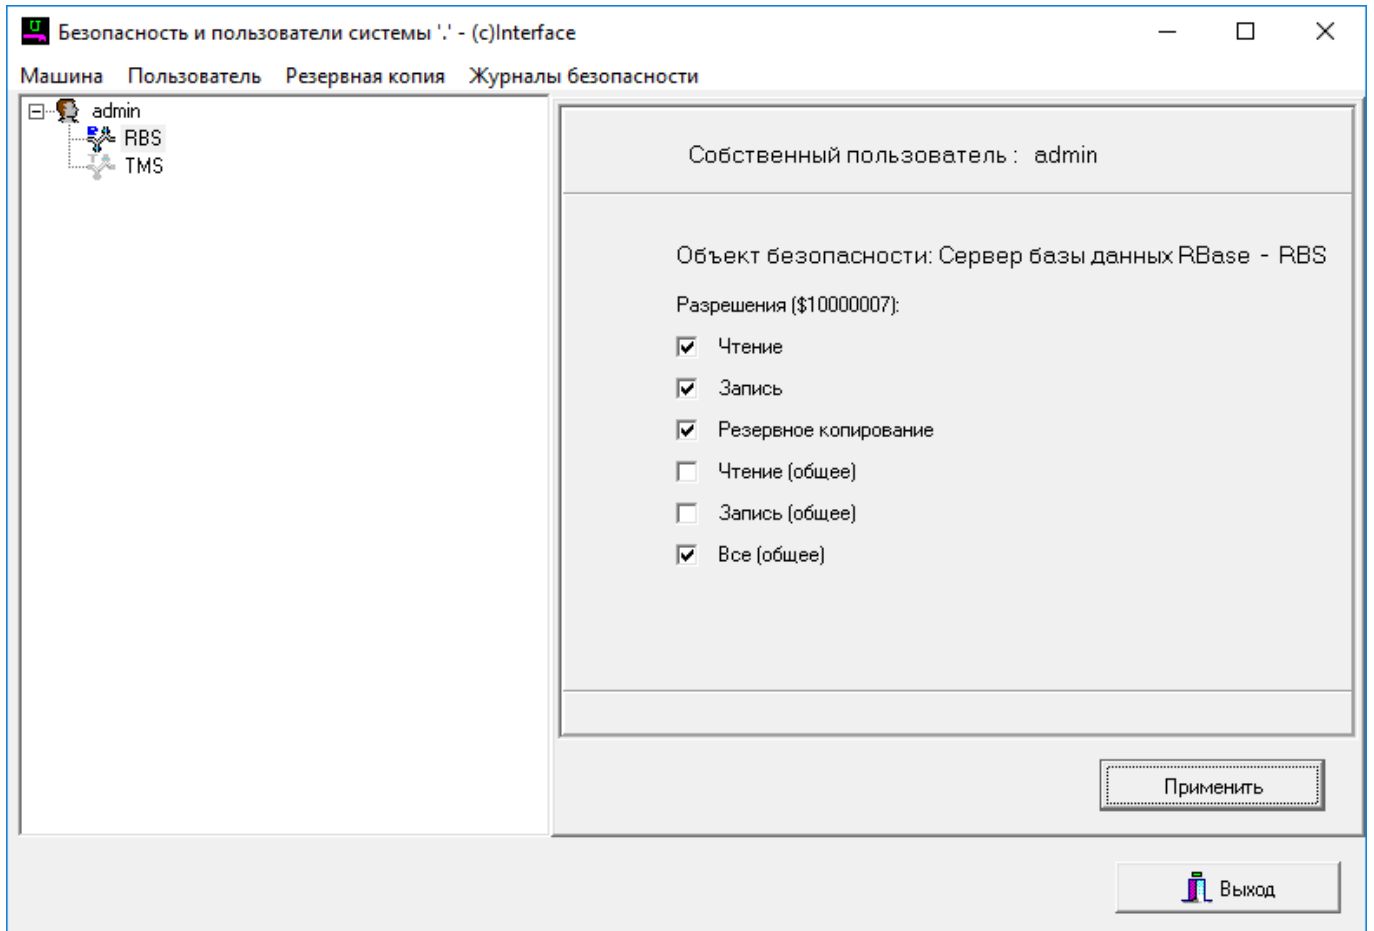 Безопасность и пользователи системы '.' - (c)Interface
Машина Пользователь Резервная копия Журналы безопасности
admin
RBS
TMS
Собственный пользователь : admin
Объект безопасности: Сервер базы данных RBase - RBS
Разрешения ($10000007):
Чтение
Запись
Резервное копирование
Чтение (общее)
Запись (общее)
Все (общее)
Применить
Выход